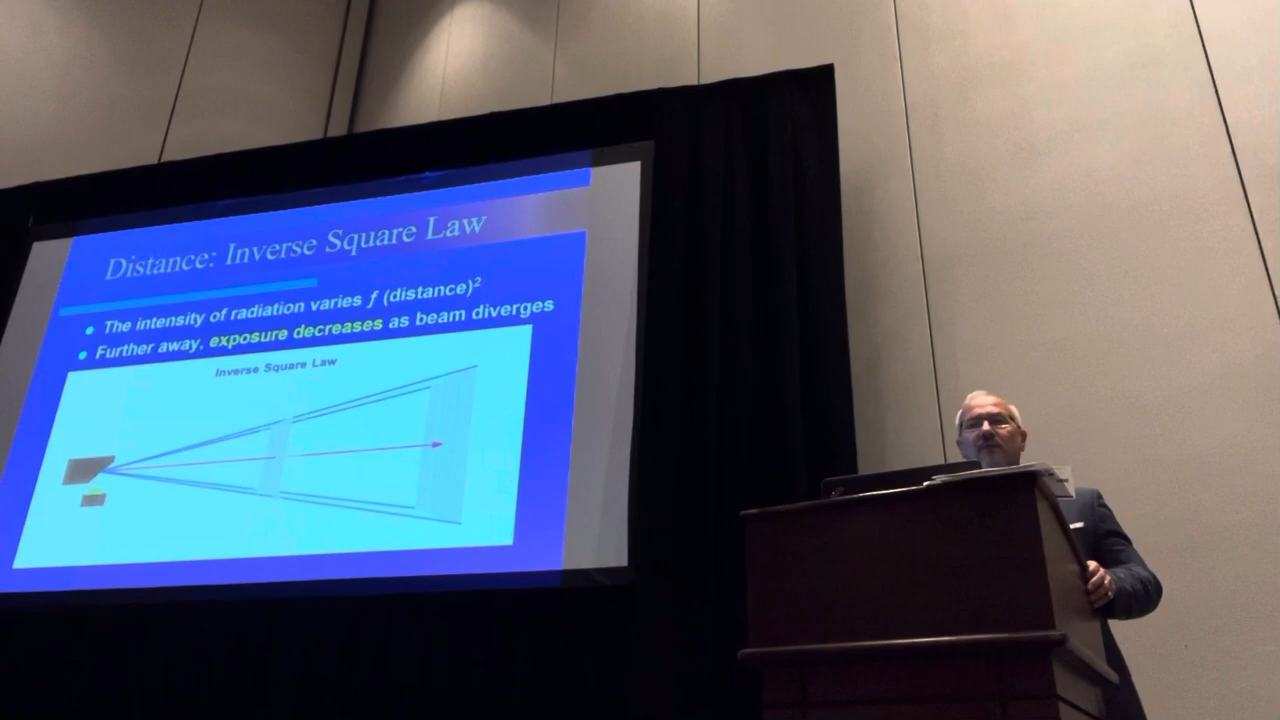 Distance: Inverse Square Law
The intensity of radiation varies ƒ (distance)²
Further away, exposure decreases as beam diverges
Inverse Square Law